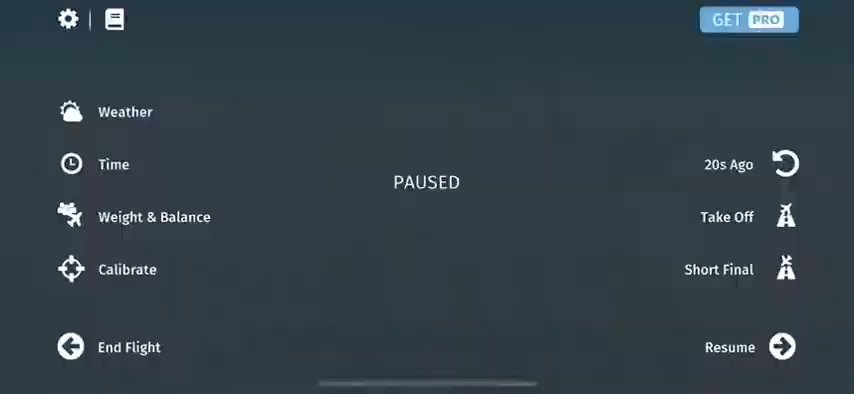 GET PRO
Weather
Time
PAUSED
20s Ago
Weight & Balance
Take Off
Calibrate
Short Final
End Flight
Resume